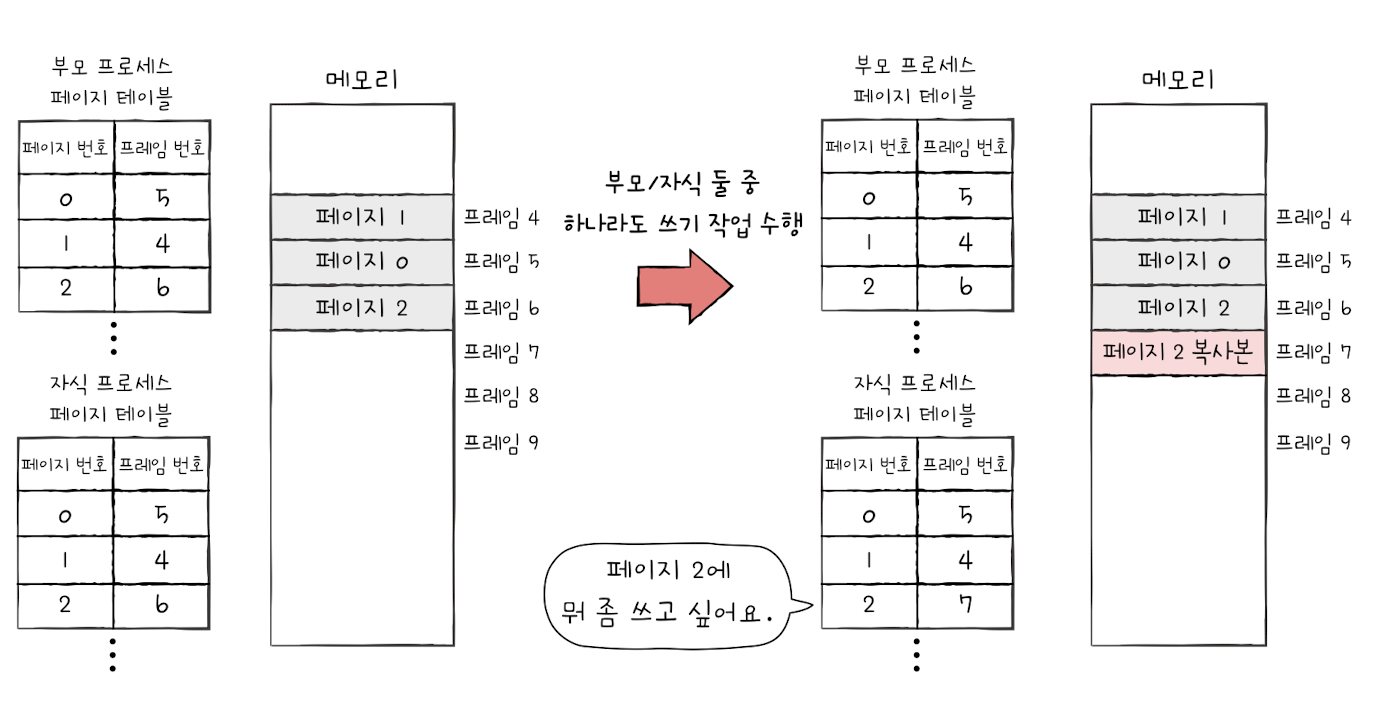 부모 프로세스
페이지 테이블
페이지 번호 프레임 번호
0 5
1 4
2 6
자식 프로세스
페이지 테이블
페이지 번호 프레임 번호
0 5
1 4
2 6
메모리
페이지 1 프레임 4
페이지 0 프레임 5
페이지 2 프레임 6
프레임 7
프레임 8
프레임 9
부모/자식 둘 중
하나라도 쓰기 작업 수행
부모 프로세스
페이지 테이블
페이지 번호 프레임 번호
0 5
1 4
2 6
페이지 2에
뭐 좀 쓰고 싶어요.
자식 프로세스
페이지 테이블
페이지 번호 프레임 번호
0 5
1 4
2 7
메모리
페이지 1 프레임 4
페이지 0 프레임 5
페이지 2 프레임 6
페이지 2 복사본 프레임 7
프레임 8
프레임 9